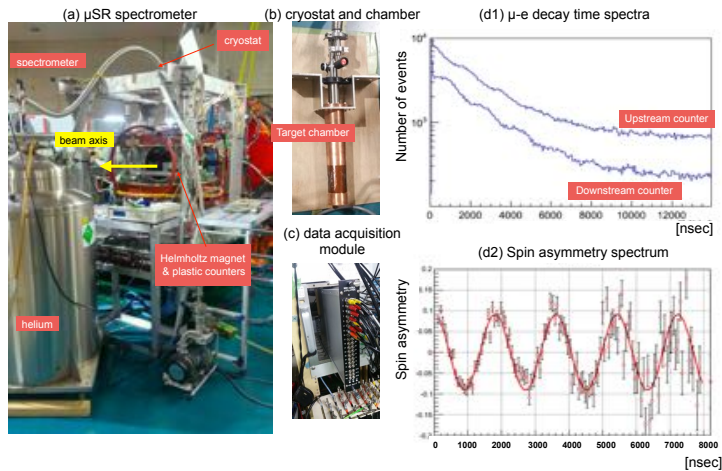 (a) μSR spectrometer
cryostat
spectrometer
beam axis
Helmholtz magnet
& plastic counters
helium
(b) cryostat and chamber
Target chamber
(c) data acquisition
module
(d1) μ-e decay time spectra
Number of events
10³
Upstream counter
Downstream counter
0 2000 4000 6000 8000 10000 12000
[nsec]
(d2) Spin asymmetry spectrum
Spin asymmetry
0.2
0.15
0.1
0.05
0
-0.05
-0.1
-0.15
0 1000 2000 3000 4000 5000 6000 7000 8000
[nsec]